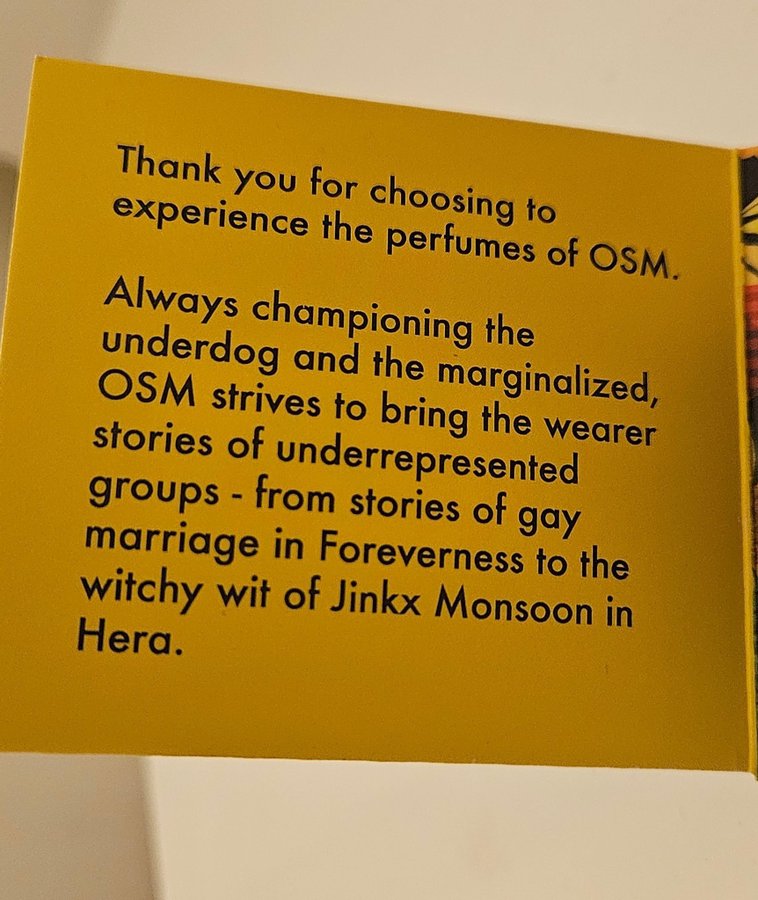 Thank you for choosing to
experience the perfumes of OSM.
Always championing the
underdog and the marginalized,
OSM strives to bring the wearer
stories of underrepresented
groups - from stories of gay
marriage in Foreverness to the
witchy wit of Jinkx Monsoon in
Hera.